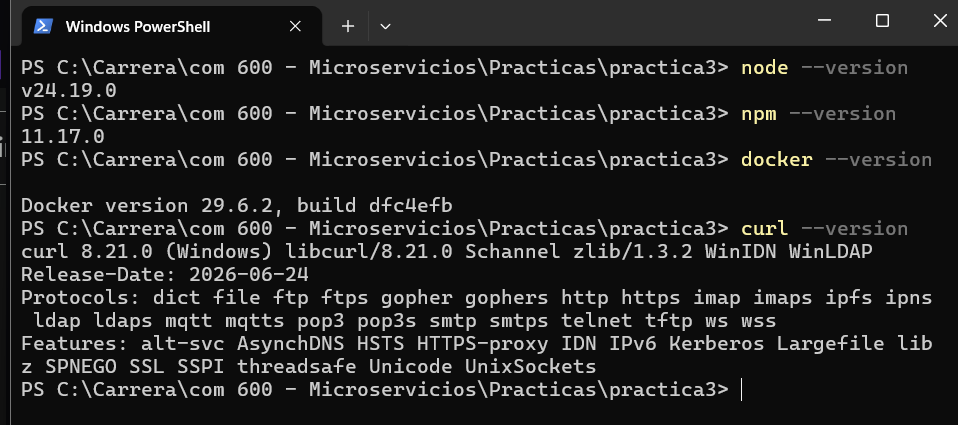 Windows PowerShell
PS C:\Carrera\com 600 - Microservicios\Practicas\practica3> node --version
v24.19.0
PS C:\Carrera\com 600 - Microservicios\Practicas\practica3> npm --version
11.17.0
PS C:\Carrera\com 600 - Microservicios\Practicas\practica3> docker --version
Docker version 29.6.2, build dfc4efb
PS C:\Carrera\com 600 - Microservicios\Practicas\practica3> curl --version
curl 8.21.0 (Windows) libcurl/8.21.0 Schannel zlib/1.3.2 WinIDN WinLDAP
Release-Date: 2026-06-24
Protocols: dict file ftp ftps gopher gophers http https imap imaps ipfs ipns
ldap ldaps mqtt mqtts pop3 pop3s smtp smtps telnet tftp ws wss
Features: alt-svc AsynchDNS HSTS HTTPS-proxy IDN IPv6 Kerberos Largefile lib
z SPNEGO SSL SSPI threadsafe Unicode UnixSockets
PS C:\Carrera\com 600 - Microservicios\Practicas\practica3>